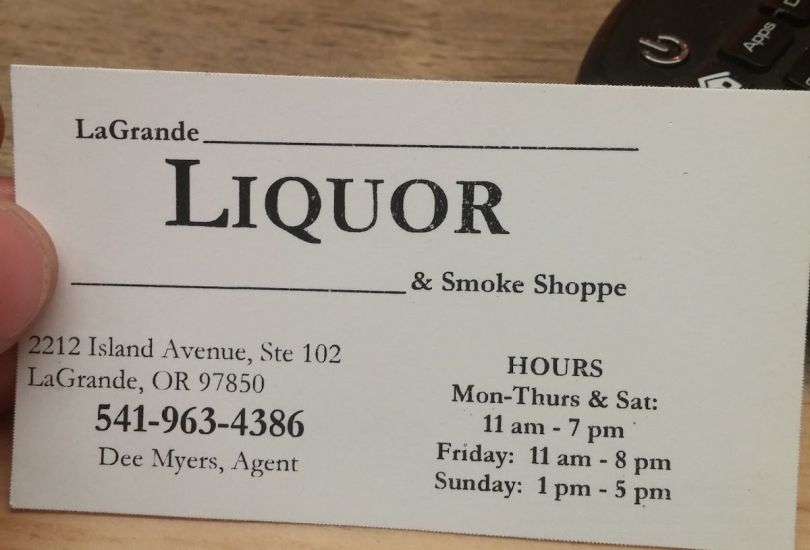 Apps
LaGrande
LIQUOR
& Smoke Shoppe
2212 Island Avenue, Ste 102
LaGrande, OR 97850
541-963-4386
Dee Myers, Agent
HOURS
Mon-Thurs & Sat:
11 am - 7 pm
Friday: 11 am - 8 pm
Sunday: 1 pm - 5 pm